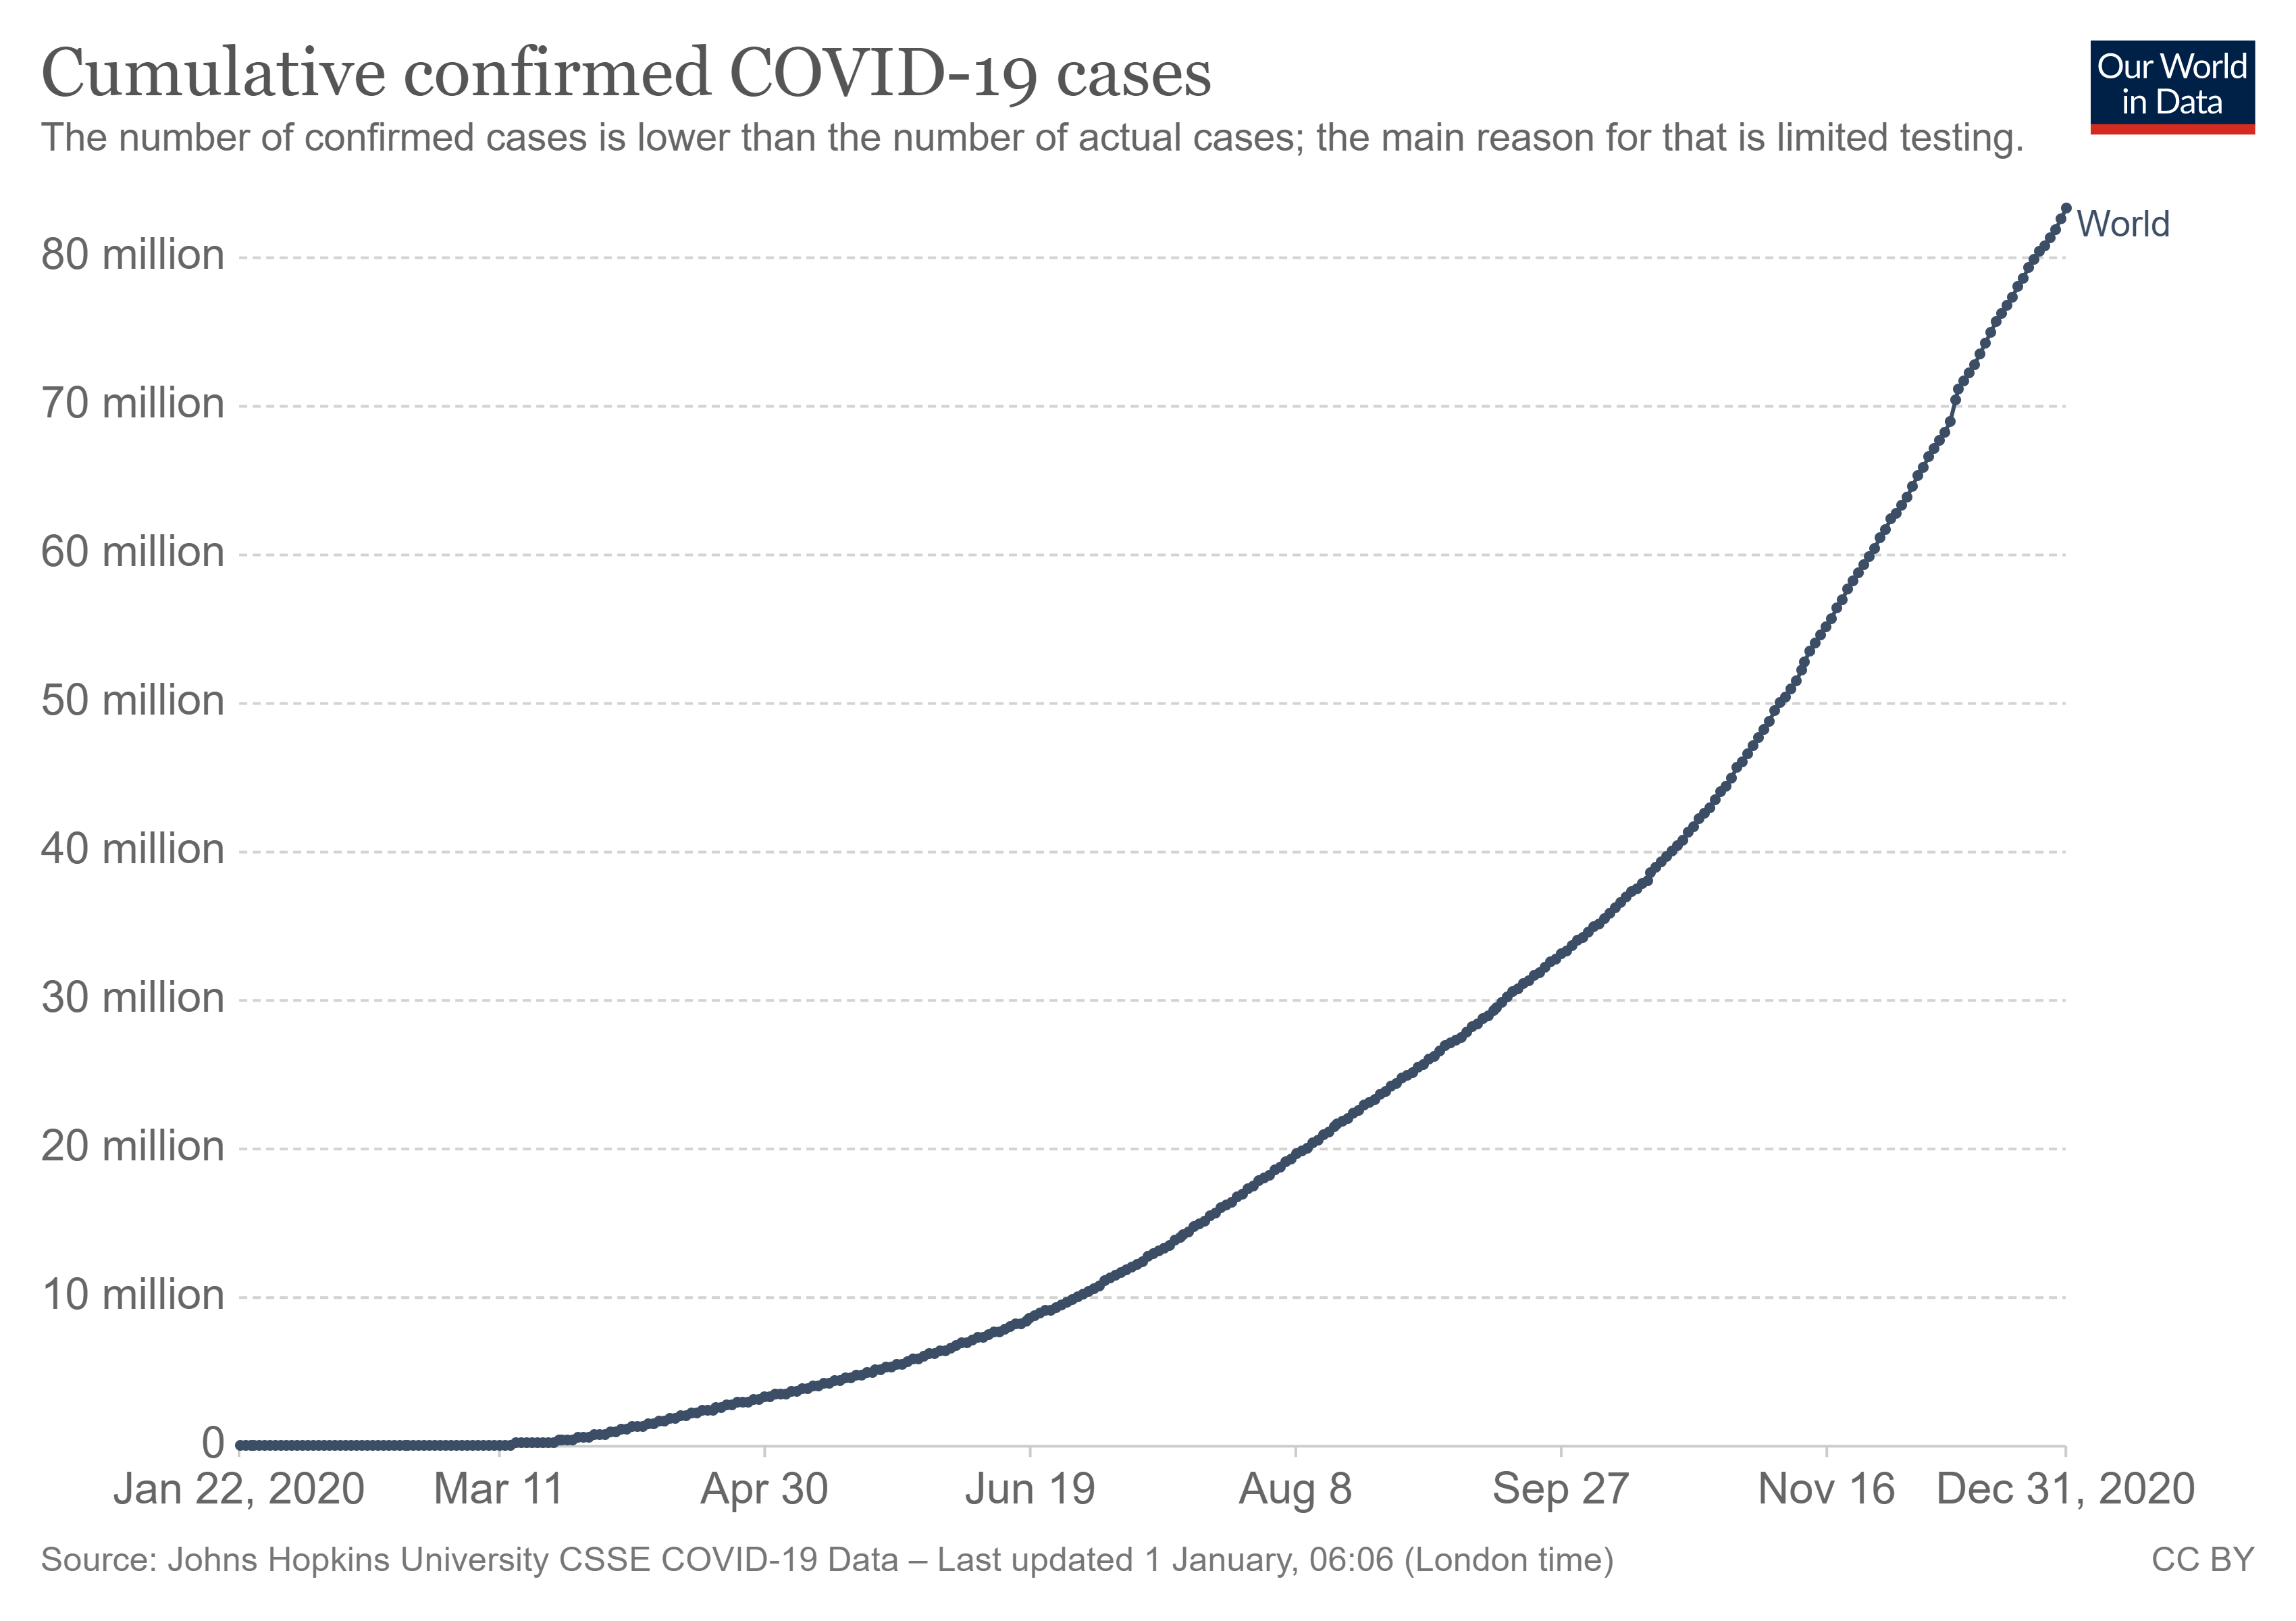 Cumulative confirmed COVID-19 cases
The number of confirmed cases is lower than the number of actual cases; the main reason for that is limited testing.
Our World
in Data
World
80 million
70 million
60 million
50 million
40 million
30 million
20 million
10 million
0
Jan 22, 2020 Mar 11 Apr 30 Jun 19 Aug 8 Sep 27 Nov 16 Dec 31, 2020
Source: Johns Hopkins University CSSE COVID-19 Data – Last updated 1 January, 06:06 (London time) CC BY